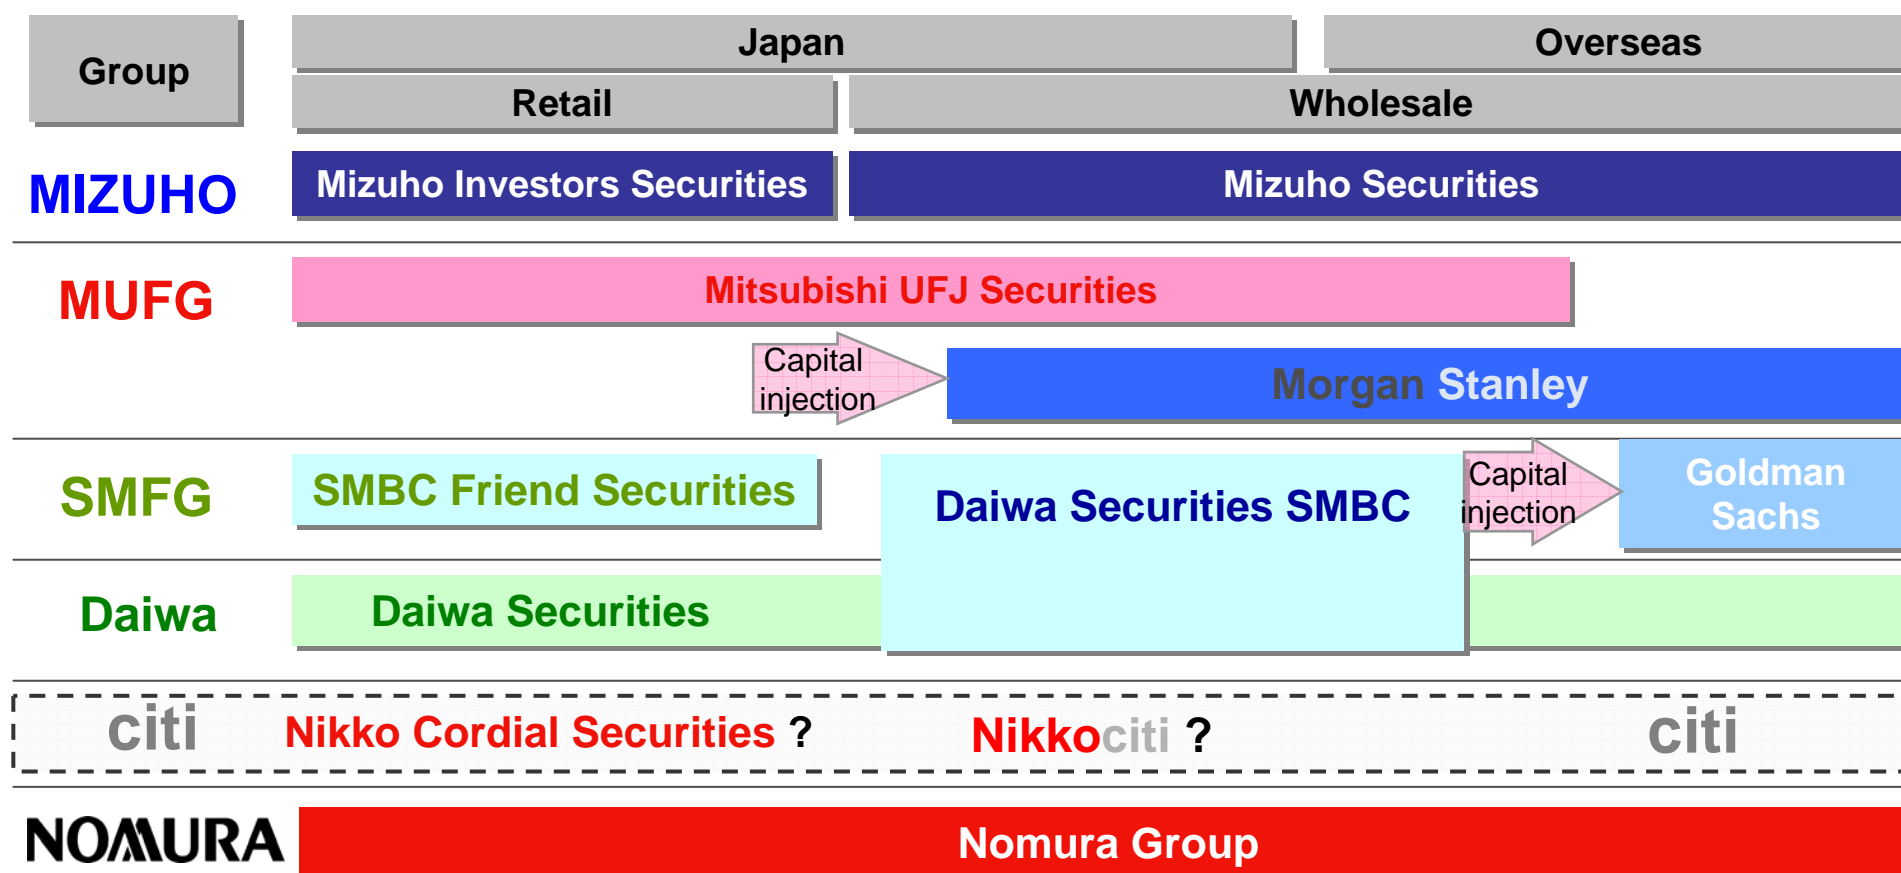 Group
Japan
Overseas
Retail
Wholesale
MIZUHO
Mizuho Investors Securities
Mizuho Securities
MUFG
Mitsubishi UFJ Securities
Capital
injection
Morgan Stanley
SMFG
SMBC Friend Securities
Daiwa Securities SMBC
Capital
injection
Goldman
Sachs
Daiwa
Daiwa Securities
citi
Nikko Cordial Securities ?
Nikkociti ?
citi
NOMURA
Nomura Group